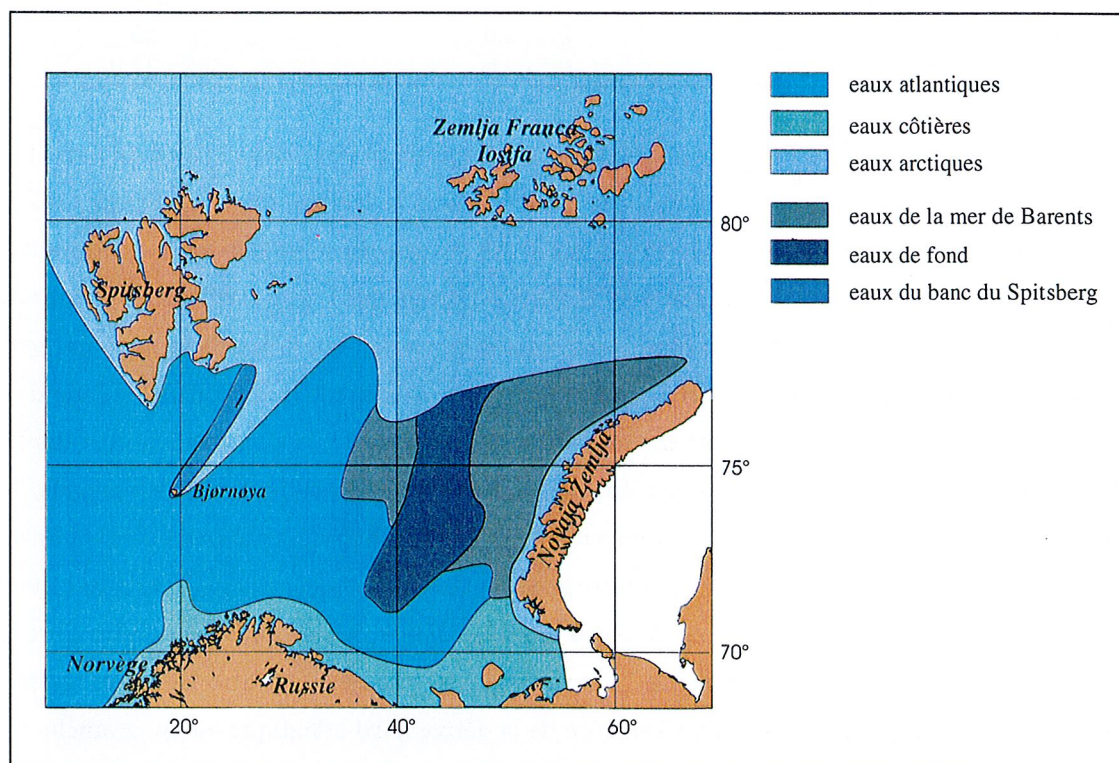 eaux atlantiques
eaux côtières
eaux arctiques
eaux de la mer de Barents
eaux de fond
eaux du banc du Spitsberg
Zemlja Franca
Iosifa
Spitsberg
Bjørnøya
Novaja Zemlja
Norvège
Russie
80°
75°
70°
20°
40°
60°